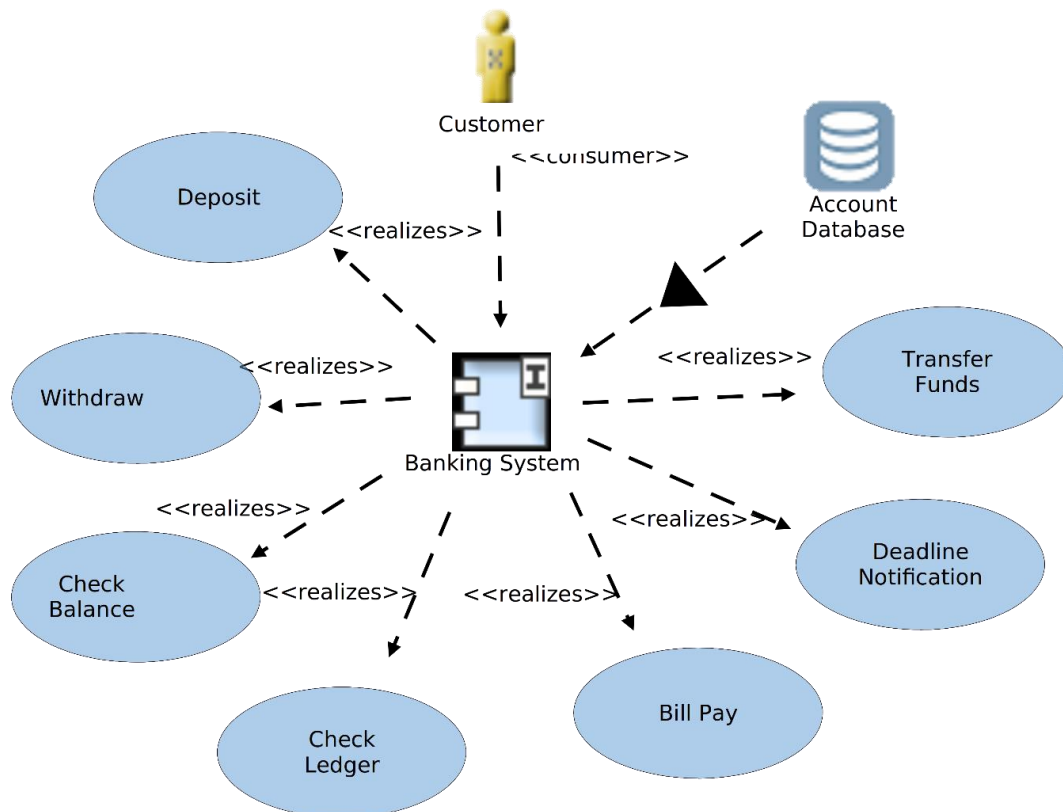 Customer
<<consumer>>
Deposit
Account
Database
<<realizes>>
<<realizes>>
<<realizes>>
Transfer
Funds
Withdraw
Banking System
<<realizes>>
<<realizes>>
Deadline
Notification
Check
Balance
<<realizes>>
<<realizes>>
Bill Pay
Check
Ledger